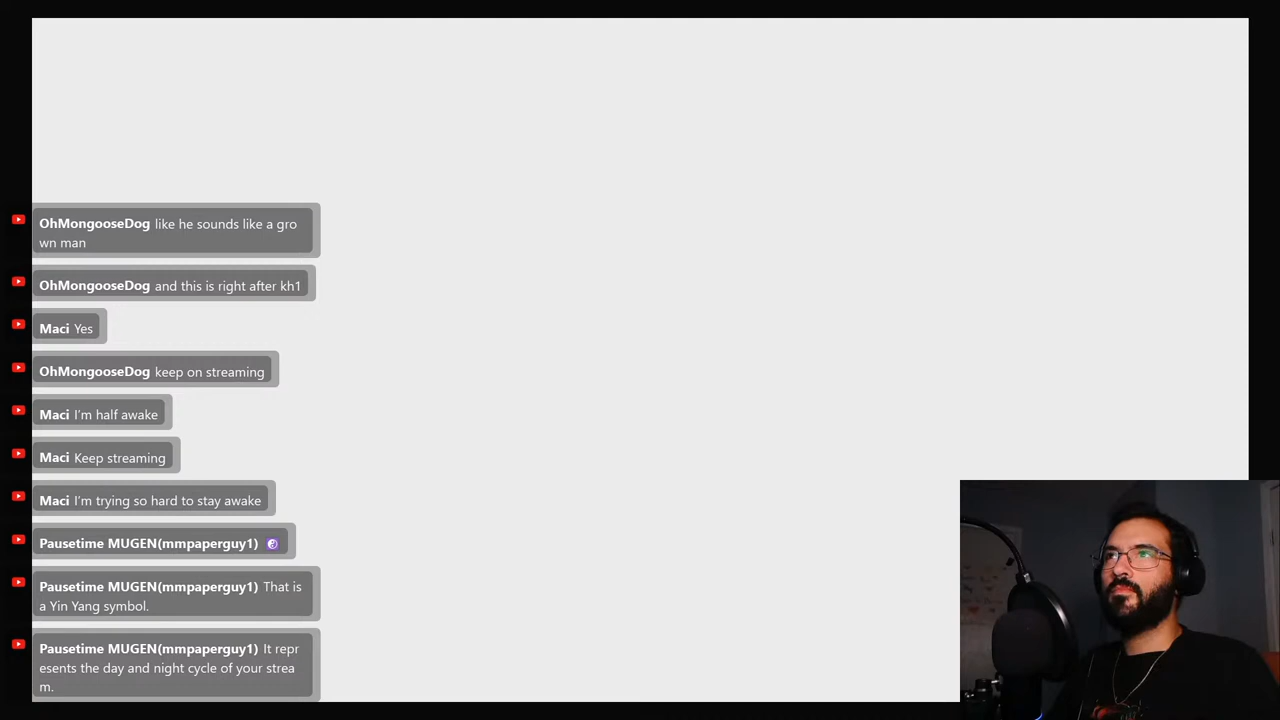 OhMongooseDog like he sounds like a gro
wn man
OhMongooseDog and this is right after kh1
Maci Yes
OhMongooseDog keep on streaming
Maci I'm half awake
Maci Keep streaming
Maci I'm trying so hard to stay awake
Pausetime MUGEN(mmpaperguy1) ☯
Pausetime MUGEN(mmpaperguy1) That is
a Yin Yang symbol.
Pausetime MUGEN(mmpaperguy1) It repr
esents the day and night cycle of your strea
m.